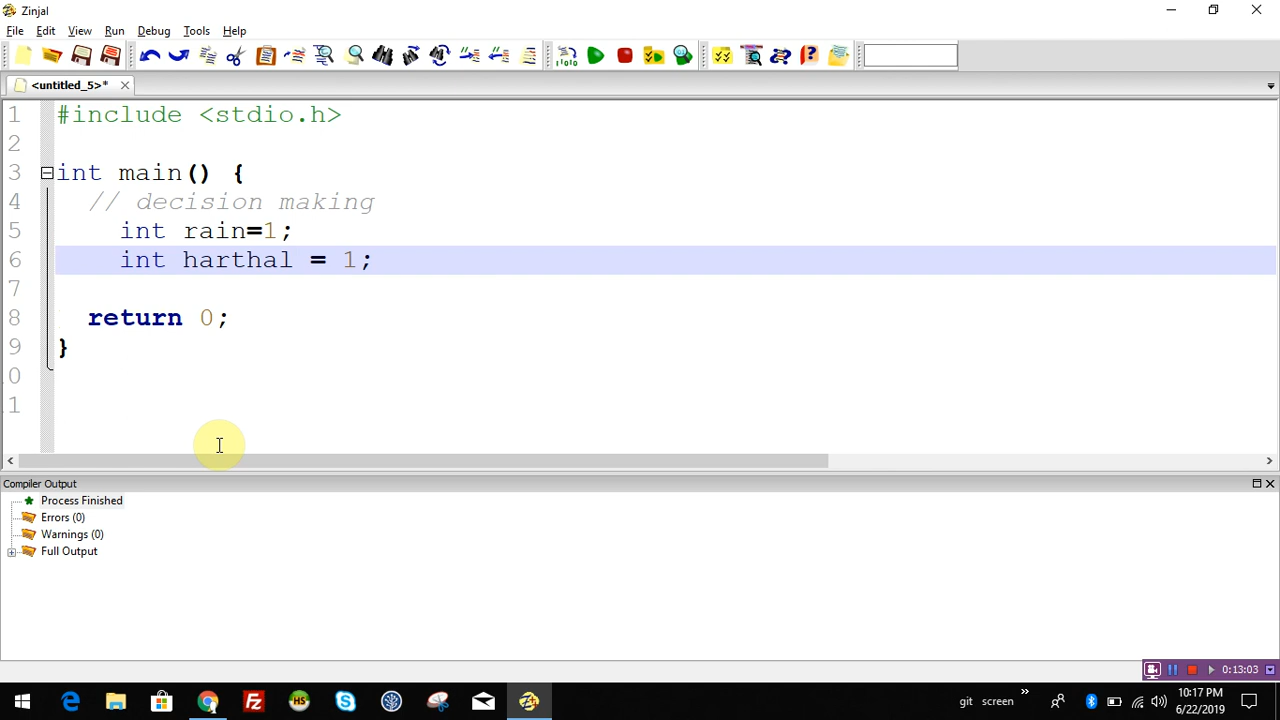 Zinjal
File Edit View Run Debug Tools Help
<untitled_5>*
1 #include <stdio.h>
2
3 int main() {
4 // decision making
5 int rain=1;
6 int harthal = 1;
7
8 return 0;
9 }
0
1
Compiler Output
Process Finished
Errors (0)
Warnings (0)
Full Output
0:13:03
git screen
10:17 PM
6/22/2019